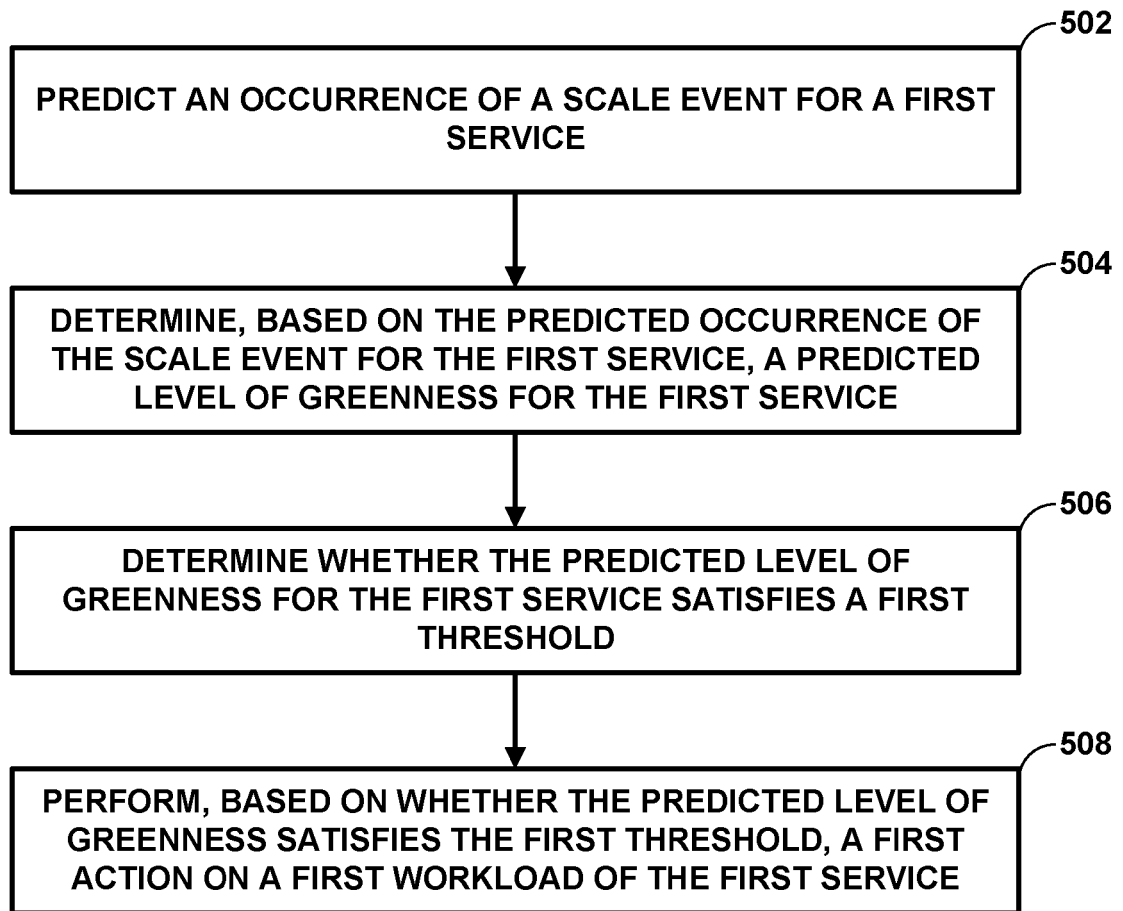 502
PREDICT AN OCCURRENCE OF A SCALE EVENT FOR A FIRST
SERVICE
504
DETERMINE, BASED ON THE PREDICTED OCCURRENCE OF
THE SCALE EVENT FOR THE FIRST SERVICE, A PREDICTED
LEVEL OF GREENNESS FOR THE FIRST SERVICE
506
DETERMINE WHETHER THE PREDICTED LEVEL OF
GREENNESS FOR THE FIRST SERVICE SATISFIES A FIRST
THRESHOLD
508
PERFORM, BASED ON WHETHER THE PREDICTED LEVEL OF
GREENNESS SATISFIES THE FIRST THRESHOLD, A FIRST
ACTION ON A FIRST WORKLOAD OF THE FIRST SERVICE